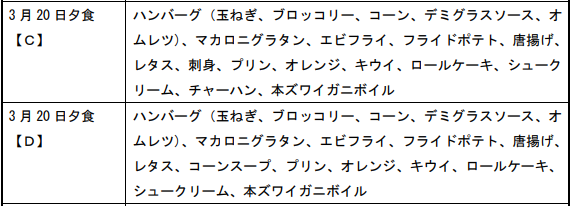 3月20日夕食
【C】
ハンバーグ（玉ねぎ、ブロッコリー、コーン、デミグラスソース、オ
ムレツ）、マカロニグラタン、エビフライ、フライドポテト、唐揚げ、
レタス、刺身、プリン、オレンジ、キウイ、ロールケーキ、シューク
リーム、チャーハン、本ズワイガニボイル
3月20日夕食
【D】
ハンバーグ（玉ねぎ、ブロッコリー、コーン、デミグラスソース、オ
ムレツ）、マカロニグラタン、エビフライ、フライドポテト、唐揚げ、
レタス、コーンスープ、プリン、オレンジ、キウイ、ロールケーキ、
シュークリーム、本ズワイガニボイル